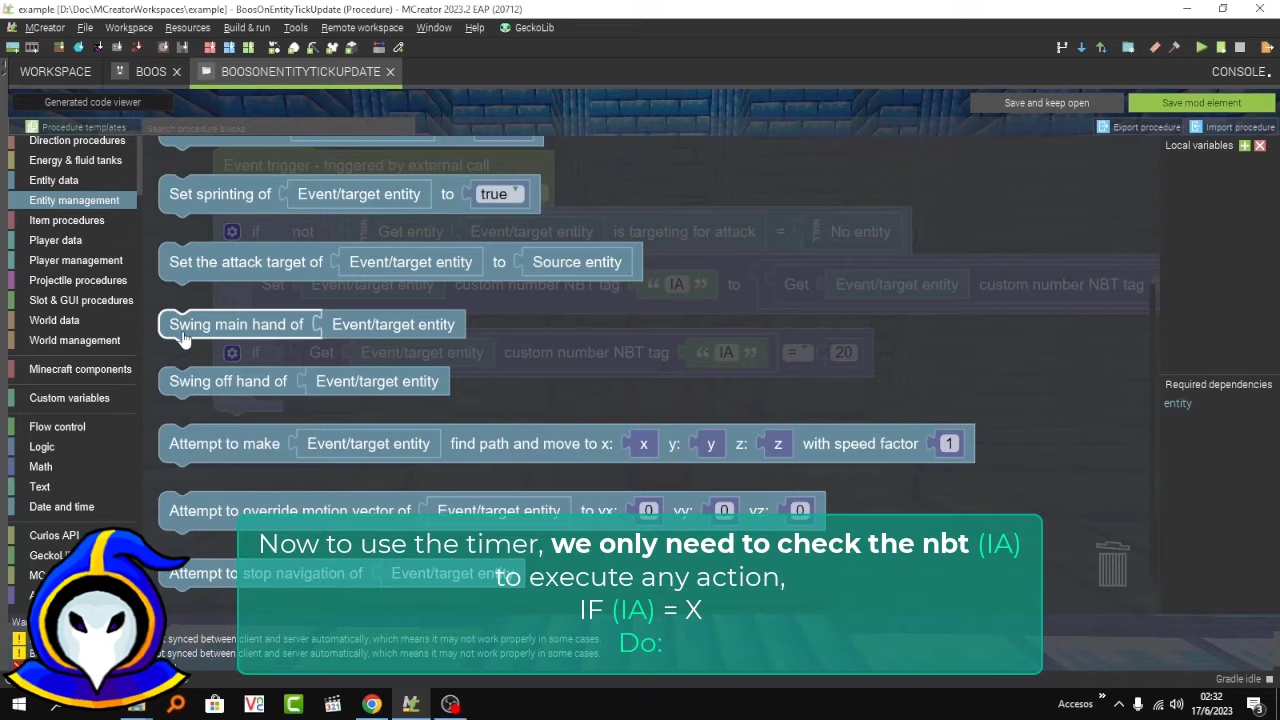 example [D:\Doc\MCreatorWorkspaces\example] - BoosOnEntityTickUpdate (Procedure) - MCreator 2023.2 EAP (20712)
MCreator File Workspace Resources Build & run Tools Remote workspace Window Help GeckoLib
WORKSPACE BOOS BOOSONENTITYTICKUPDATE CONSOLE
Generated code viewer Save and keep open Save mod element
Procedure templates Search procedure blocks Export procedure Import procedure
Direction procedures
Energy & fluid tanks
Entity data
Entity management
Item procedures
Player data
Player management
Projectile procedures
Slot & GUI procedures
World data
World management
Minecraft components
Custom variables
Flow control
Logic
Math
Text
Date and time
Curios API
Event trigger - triggered by external call
Set sprinting of Event/target entity to true
if not Get entity Event/target entity is targeting for attack = No entity
Set the attack target of Event/target entity to Source entity
Set Event/target entity custom number NBT tag “ IA ” to Get Event/target entity custom number NBT tag
Swing main hand of Event/target entity
if Get Event/target entity custom number NBT tag “ IA ” = 20
Swing off hand of Event/target entity
Attempt to make Event/target entity find path and move to x: x y: y z: z with speed factor 1
Attempt to override motion vector of Event/target entity to vx: 0 vy: 0 vz: 0
Attempt to stop navigation of Event/target entity
Local variables
Required dependencies
entity
Now to use the timer, we only need to check the nbt (IA)
to execute any action,
IF (IA) = X
Do:
synced between client and server automatically, which means it may not work properly in some cases.
synced between client and server automatically, which means it may not work properly in some cases.
Gradle idle
Accesos 02:32
17/6/2023